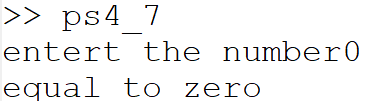 >> ps4_7
entert the number0
equal to zero